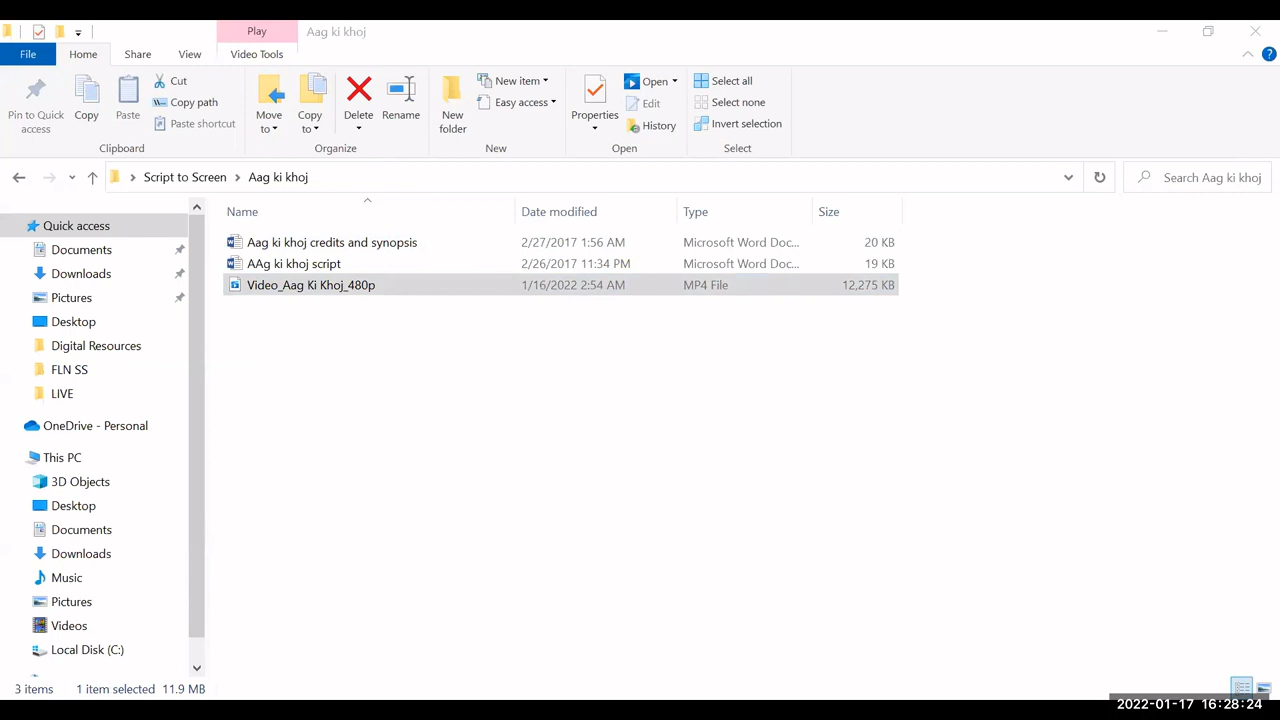 Play
Aag ki khoj
File
Home
Share
View
Video Tools
Pin to Quick access
Copy
Paste
Cut
Copy path
Paste shortcut
Clipboard
Move to
Copy to
Delete
Rename
Organize
New folder
New item
Easy access
New
Properties
Open
Edit
History
Open
Select all
Select none
Invert selection
Select
Script to Screen
Aag ki khoj
Search Aag ki khoj
Name Date modified Type Size
Aag ki khoj credits and synopsis 2/27/2017 1:56 AM Microsoft Word Doc... 20 KB
AAg ki khoj script 2/26/2017 11:34 PM Microsoft Word Doc... 19 KB
Video_Aag Ki Khoj_480p 1/16/2022 2:54 AM MP4 File 12,275 KB
Quick access
Documents
Downloads
Pictures
Desktop
Digital Resources
FLN SS
LIVE
OneDrive - Personal
This PC
3D Objects
Desktop
Documents
Downloads
Music
Pictures
Videos
Local Disk (C:)
3 items 1 item selected 11.9 MB
2022-01-17 16:28:24